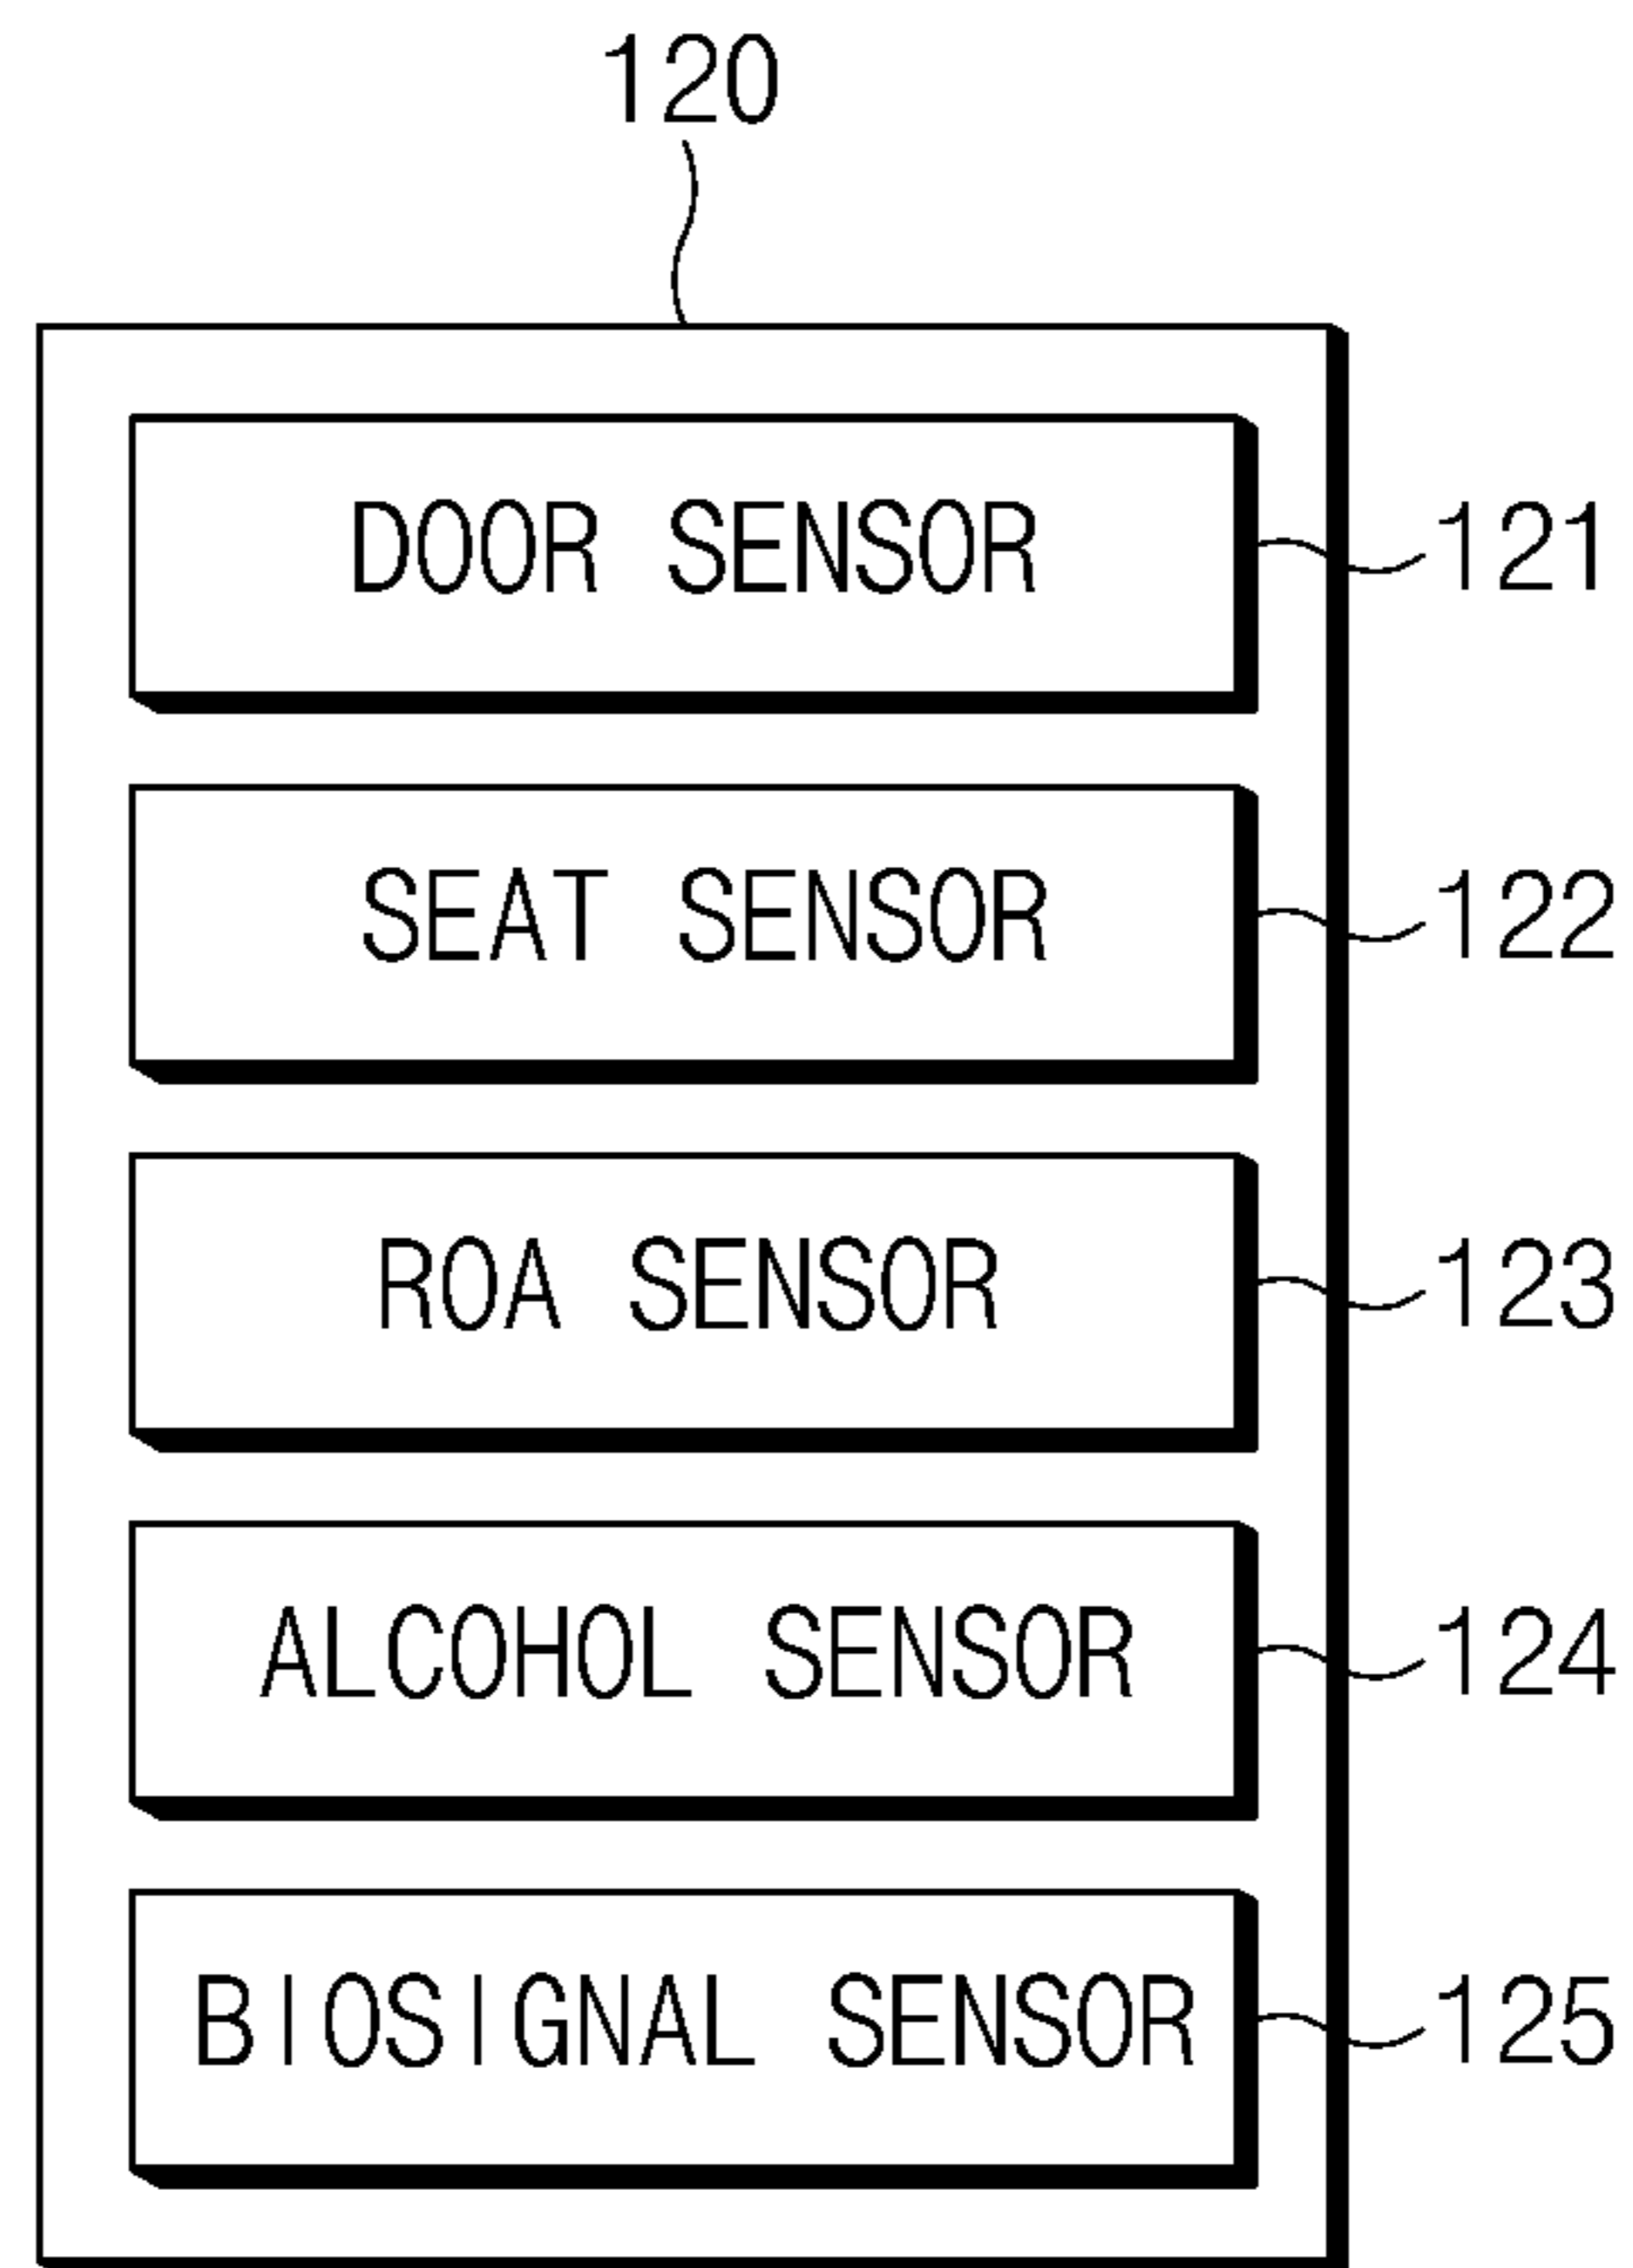 120
DOOR SENSOR 121
SEAT SENSOR 122
ROA SENSOR 123
ALCOHOL SENSOR 124
BIOSIGNAL SENSOR 125